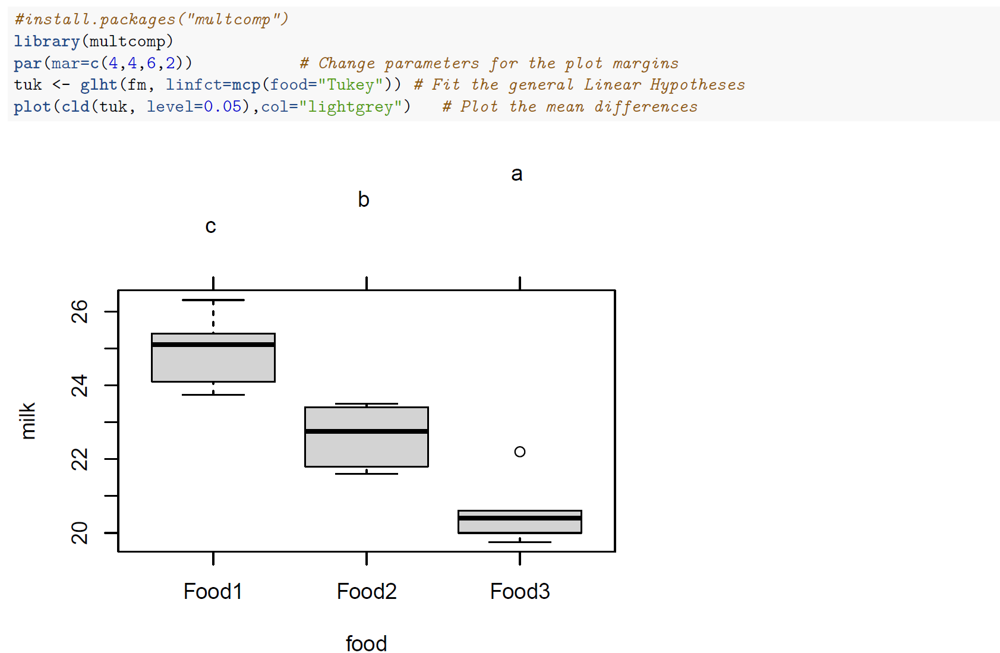 #install.packages("multcomp")
library(multcomp)
par(mar=c(4,4,6,2)) # Change parameters for the plot margins
tuk <- glht(fm, linfct=mcp(food="Tukey")) # Fit the general Linear Hypotheses
plot(cld(tuk, level=0.05),col="lightgrey") # Plot the mean differences
a
b
c
26
24
22
20
milk
Food1 Food2 Food3
food